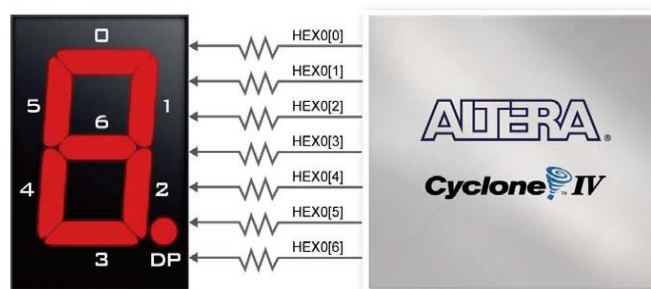 0
5
1
6
4
2
3
DP
HEX0[0]
HEX0[1]
HEX0[2]
HEX0[3]
HEX0[4]
HEX0[5]
HEX0[6]
ALTERA®
Cyclone™ IV